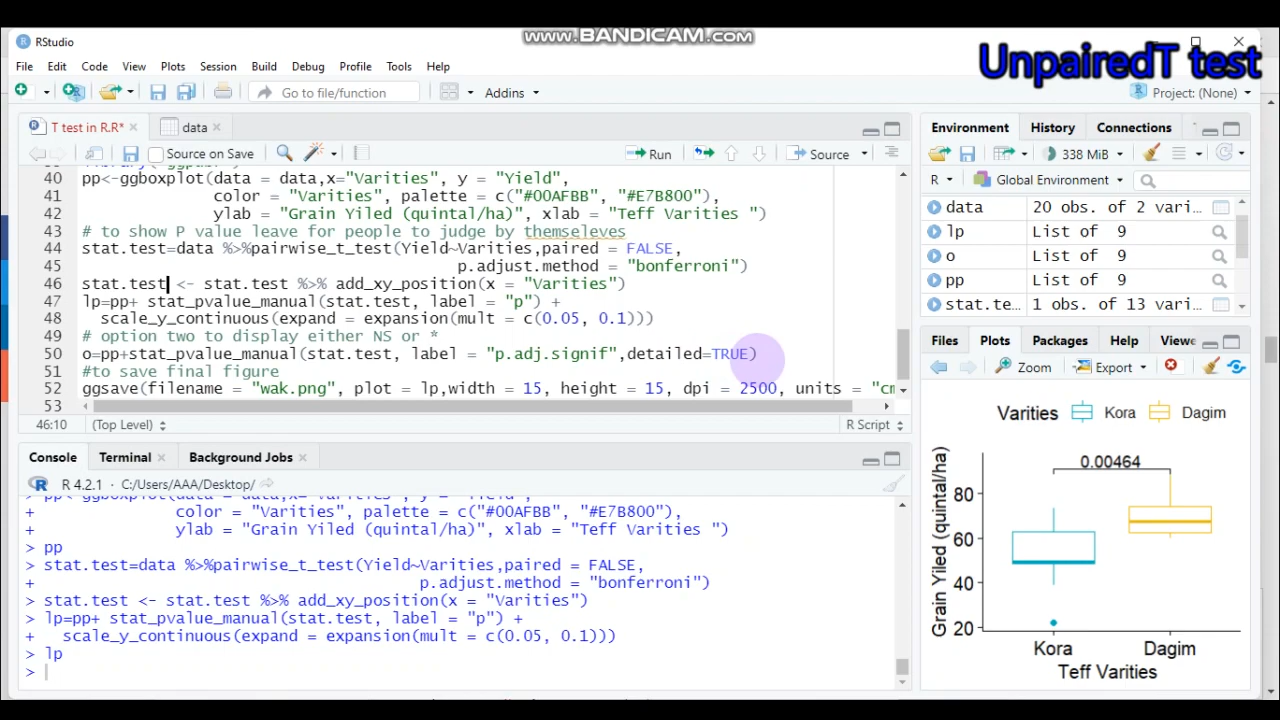 www.BANDICAM.com
RStudio
UnpairedT test
File Edit Code View Plots Session Build Debug Profile Tools Help
Go to file/function Addins Project: (None)
T test in R.R* data
Environment History Connections
Source on Save Run Source
338 MiB
R Global Environment
40 pp<-ggboxplot(data = data,x="Varities", y = "Yield",
41 color = "Varities", palette = c("#00AFBB", "#E7B800"),
42 ylab = "Grain Yiled (quintal/ha)", xlab = "Teff Varities ")
43 # to show P value leave for people to judge by themseleves
44 stat.test=data %>%pairwise_t_test(Yield~Varities,paired = FALSE,
45 p.adjust.method = "bonferroni")
46 stat.test <- stat.test %>% add_xy_position(x = "Varities")
47 lp=pp+ stat_pvalue_manual(stat.test, label = "p") +
48 scale_y_continuous(expand = expansion(mult = c(0.05, 0.1)))
49 # option two to display either NS or *
50 o=pp+stat_pvalue_manual(stat.test, label = "p.adj.signif",detailed=TRUE)
51 #to save final figure
52 ggsave(filename = "wak.png", plot = lp,width = 15, height = 15, dpi = 2500, units = "cm
53
46:10 (Top Level) R Script
data 20 obs. of 2 vari...
lp List of 9
o List of 9
pp List of 9
stat.te... 1 obs. of 13 variz...
Files Plots Packages Help Viewe
Zoom Export
Console Terminal Background Jobs
R 4.2.1 · C:/Users/AAA/Desktop/
> pp<-ggboxplot(data = data,x="Varities", y = "Yield",
+ color = "Varities", palette = c("#00AFBB", "#E7B800"),
+ ylab = "Grain Yiled (quintal/ha)", xlab = "Teff Varities ")
> pp
> stat.test=data %>%pairwise_t_test(Yield~Varities,paired = FALSE,
+ p.adjust.method = "bonferroni")
> stat.test <- stat.test %>% add_xy_position(x = "Varities")
> lp=pp+ stat_pvalue_manual(stat.test, label = "p") +
+ scale_y_continuous(expand = expansion(mult = c(0.05, 0.1)))
> lp
>
Varities Kora Dagim
0.00464
Grain Yiled (quintal/ha)
80
60
40
20
Kora Dagim
Teff Varities